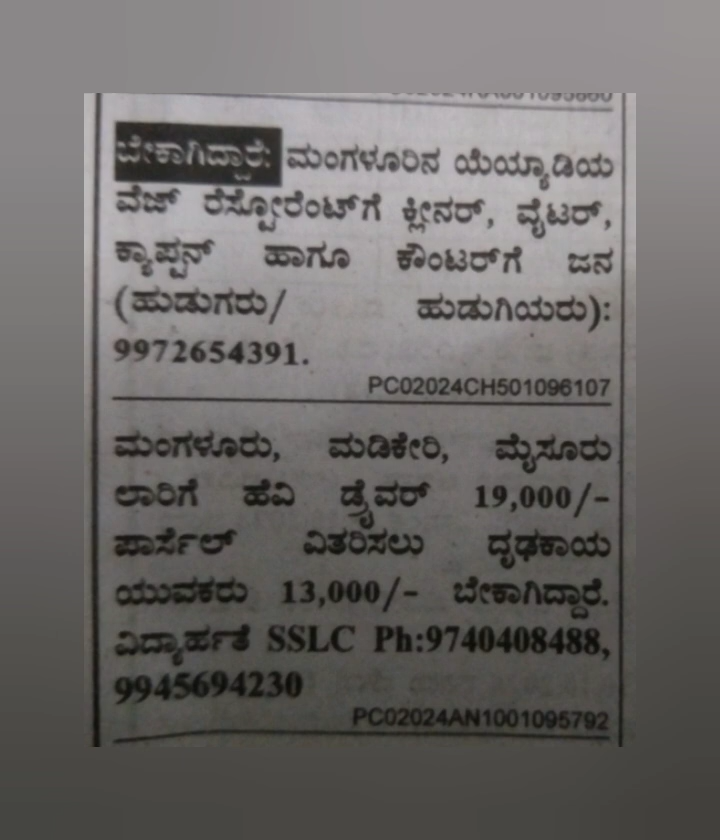 ಬೇಕಾಗಿದ್ದಾರೆ: ಮಂಗಳೂರಿನ ಯೆಯ್ಯಾಡಿಯ
ವೆಜ್ ರೆಸ್ಟೋರೆಂಟ್‌ಗೆ ಕ್ಲೀನರ್, ವೈಟರ್,
ಕ್ಯಾಪ್ಟನ್ ಹಾಗೂ ಕೌಂಟರ್‌ಗೆ ಜನ
(ಹುಡುಗರು/ ಹುಡುಗಿಯರು):
9972654391.
PC02024CH501096107
ಮಂಗಳೂರು, ಮಡಿಕೇರಿ, ಮೈಸೂರು
ಲಾರಿಗೆ ಹೆವಿ ಡ್ರೈವರ್ 19,000/-
ಪಾರ್ಸೆಲ್ ವಿತರಿಸಲು ದೃಢಕಾಯ
ಯುವಕರು 13,000/- ಬೇಕಾಗಿದ್ದಾರೆ.
ವಿದ್ಯಾರ್ಹತೆ SSLC Ph:9740408488,
9945694230
PC02024AN1001095792